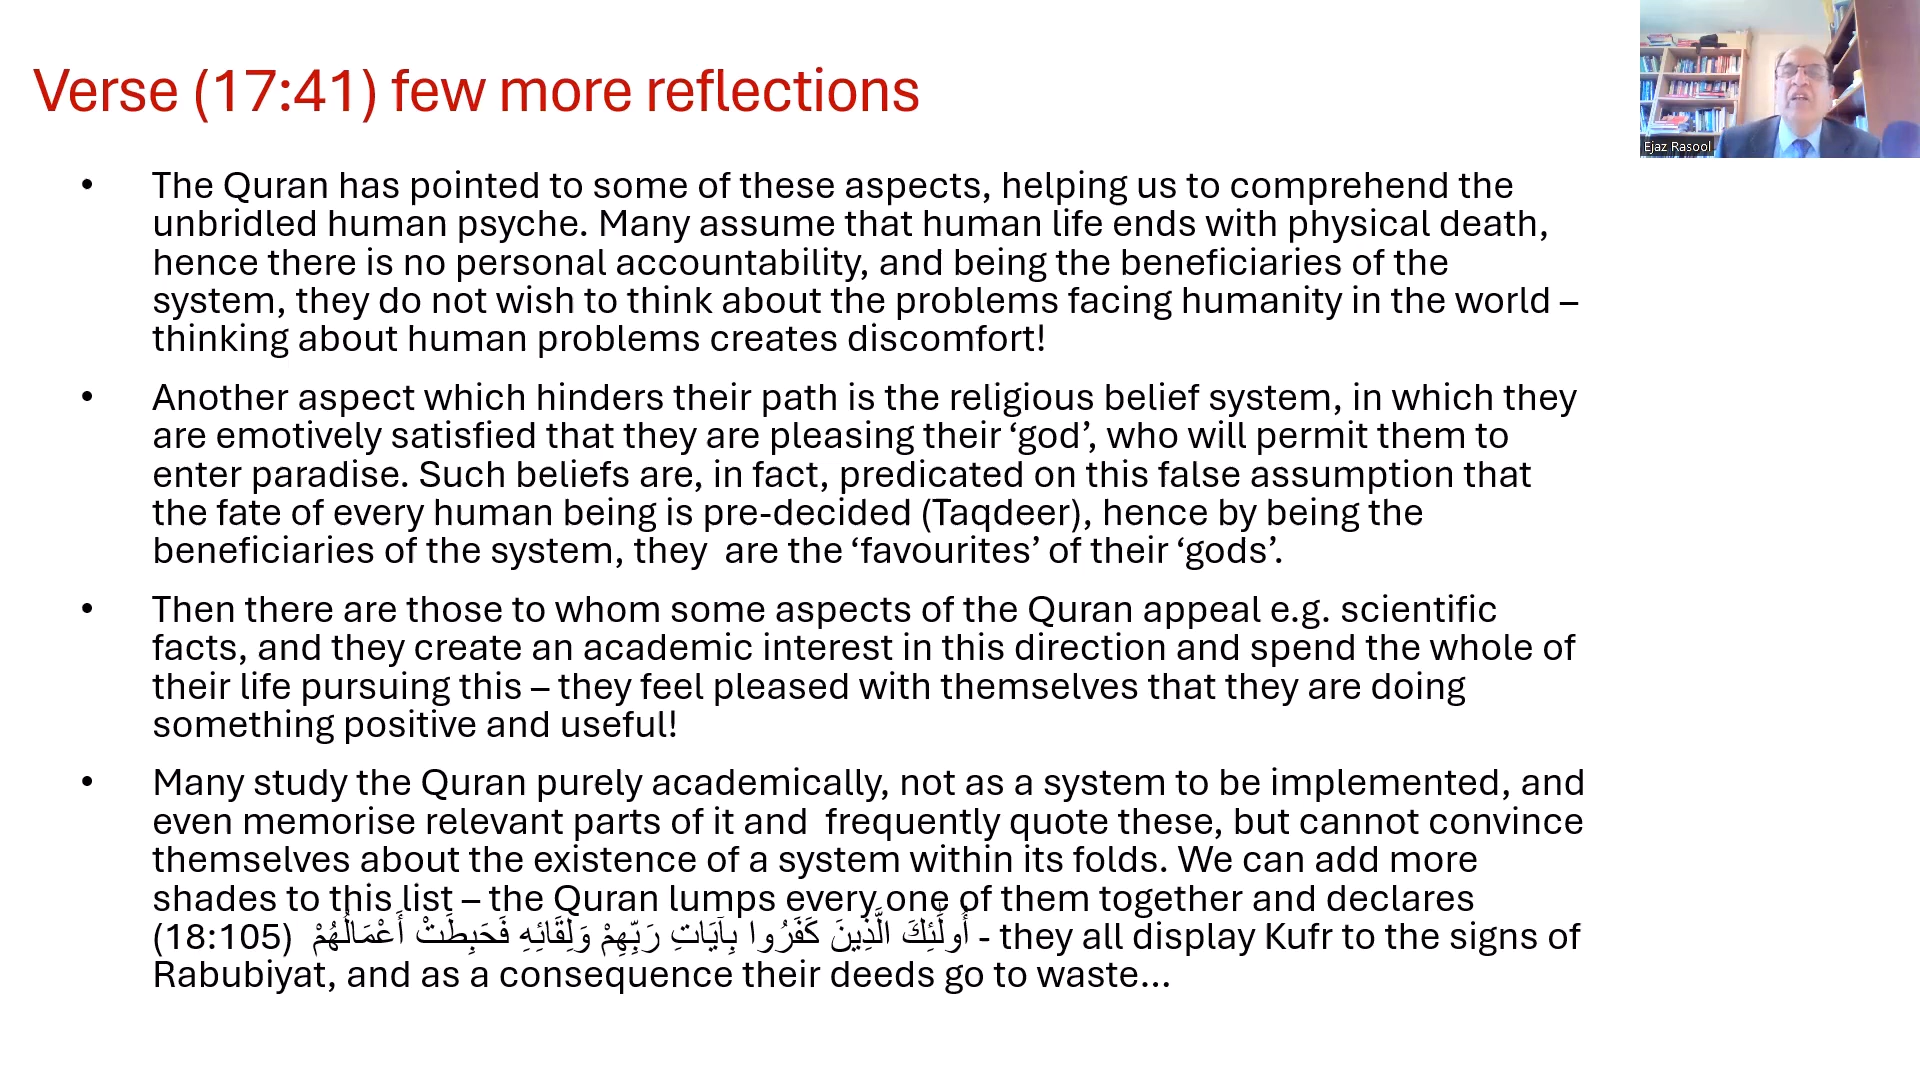 Verse (17:41) few more reflections
Ejaz Rasool
• The Quran has pointed to some of these aspects, helping us to comprehend the
unbridled human psyche. Many assume that human life ends with physical death,
hence there is no personal accountability, and being the beneficiaries of the
system, they do not wish to think about the problems facing humanity in the world –
thinking about human problems creates discomfort!
• Another aspect which hinders their path is the religious belief system, in which they
are emotively satisfied that they are pleasing their ‘god’, who will permit them to
enter paradise. Such beliefs are, in fact, predicated on this false assumption that
the fate of every human being is pre-decided (Taqdeer), hence by being the
beneficiaries of the system, they  are the ‘favourites’ of their ‘gods’.
• Then there are those to whom some aspects of the Quran appeal e.g. scientific
facts, and they create an academic interest in this direction and spend the whole of
their life pursuing this – they feel pleased with themselves that they are doing
something positive and useful!
• Many study the Quran purely academically, not as a system to be implemented, and
even memorise relevant parts of it and  frequently quote these, but cannot convince
themselves about the existence of a system within its folds. We can add more
shades to this list – the Quran lumps every one of them together and declares
(18:105) أُولَٰئِكَ الَّذِينَ كَفَرُوا بِآيَاتِ رَبِّهِمْ وَلِقَائِهِ فَحَبِطَتْ أَعْمَالُهُمْ - they all display Kufr to the signs of
Rabubiyat, and as a consequence their deeds go to waste…